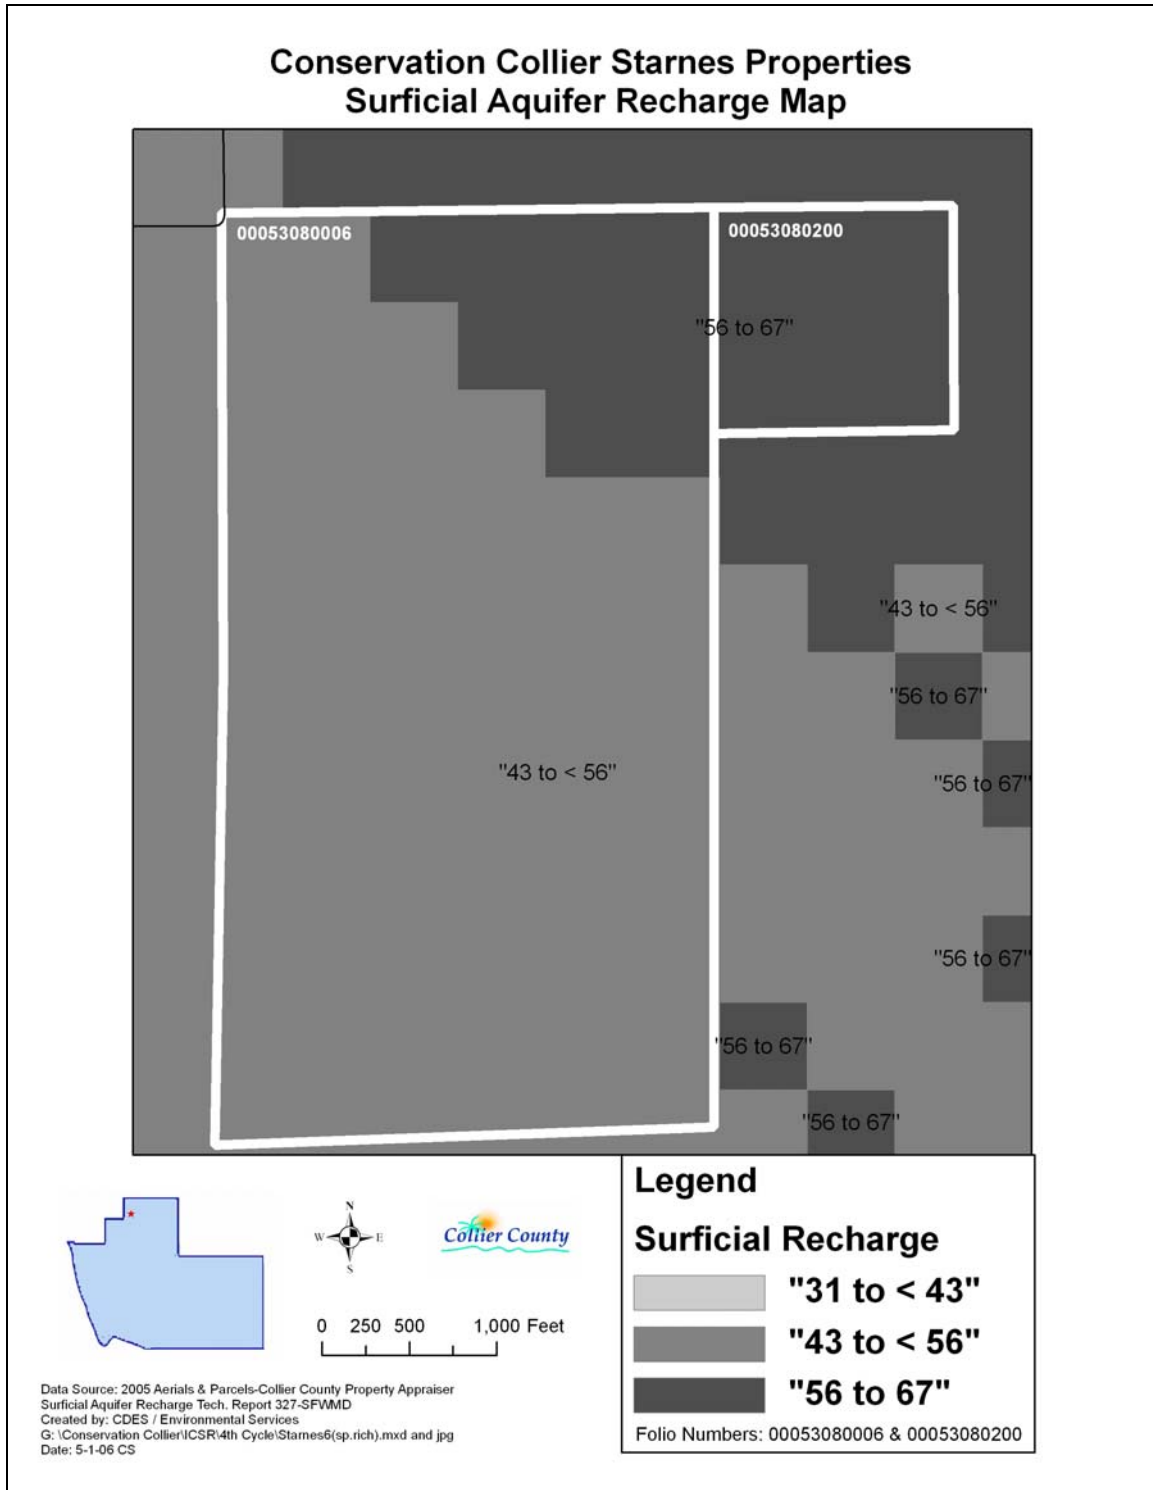 Conservation Collier Starnes Properties
Surficial Aquifer Recharge Map
00053080006
00053080200
"56 to 67"
"43 to < 56"
"56 to 67"
"43 to < 56"
"56 to 67"
"56 to 67"
"56 to 67"
"56 to 67"
Legend
Surficial Recharge
"31 to < 43"
"43 to < 56"
"56 to 67"
Folio Numbers: 00053080006 & 00053080200
N
W E
S
Collier County
0 250 500 1,000 Feet
Data Source: 2005 Aerials & Parcels-Collier County Property Appraiser
Surficial Aquifer Recharge Tech. Report 327-SFWMD
Created by: CDES / Environmental Services
G: \Conservation Collier\ICSR\4th Cycle\Starnes6(sp.rich).mxd and jpg
Date: 5-1-06 CS